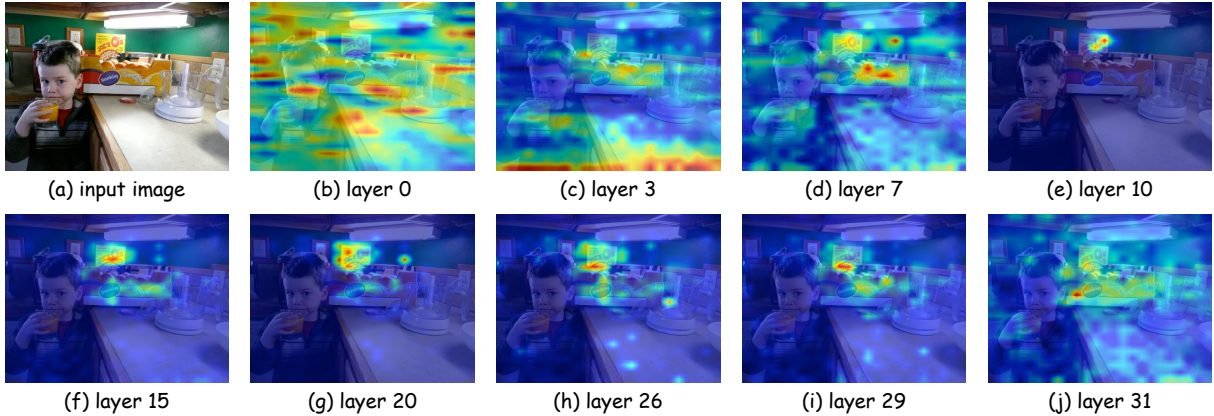 (a) input image
(b) layer 0
(c) layer 3
(d) layer 7
(e) layer 10
(f) layer 15
(g) layer 20
(h) layer 26
(i) layer 29
(j) layer 31